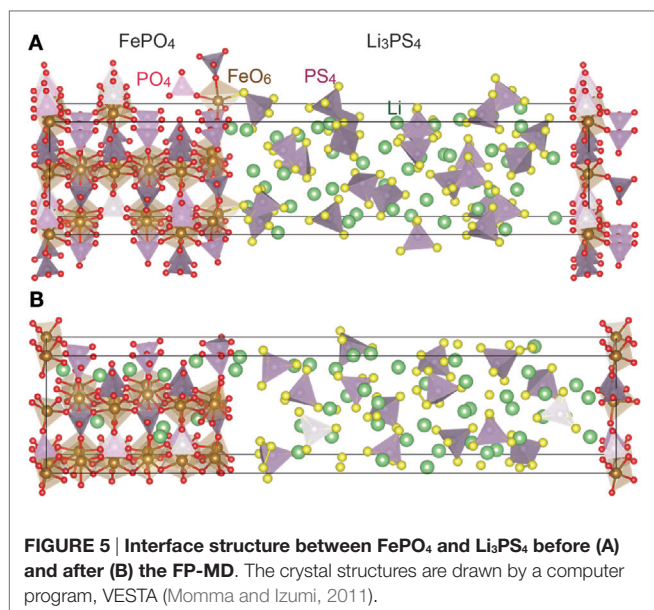 A
FePO₄
Li₃PS₄
PO₄
FeO₆
PS₄
Li
B
FIGURE 5 | Interface structure between FePO₄ and Li₃PS₄ before (A)
and after (B) the FP-MD. The crystal structures are drawn by a computer
program, VESTA (Momma and Izumi, 2011).